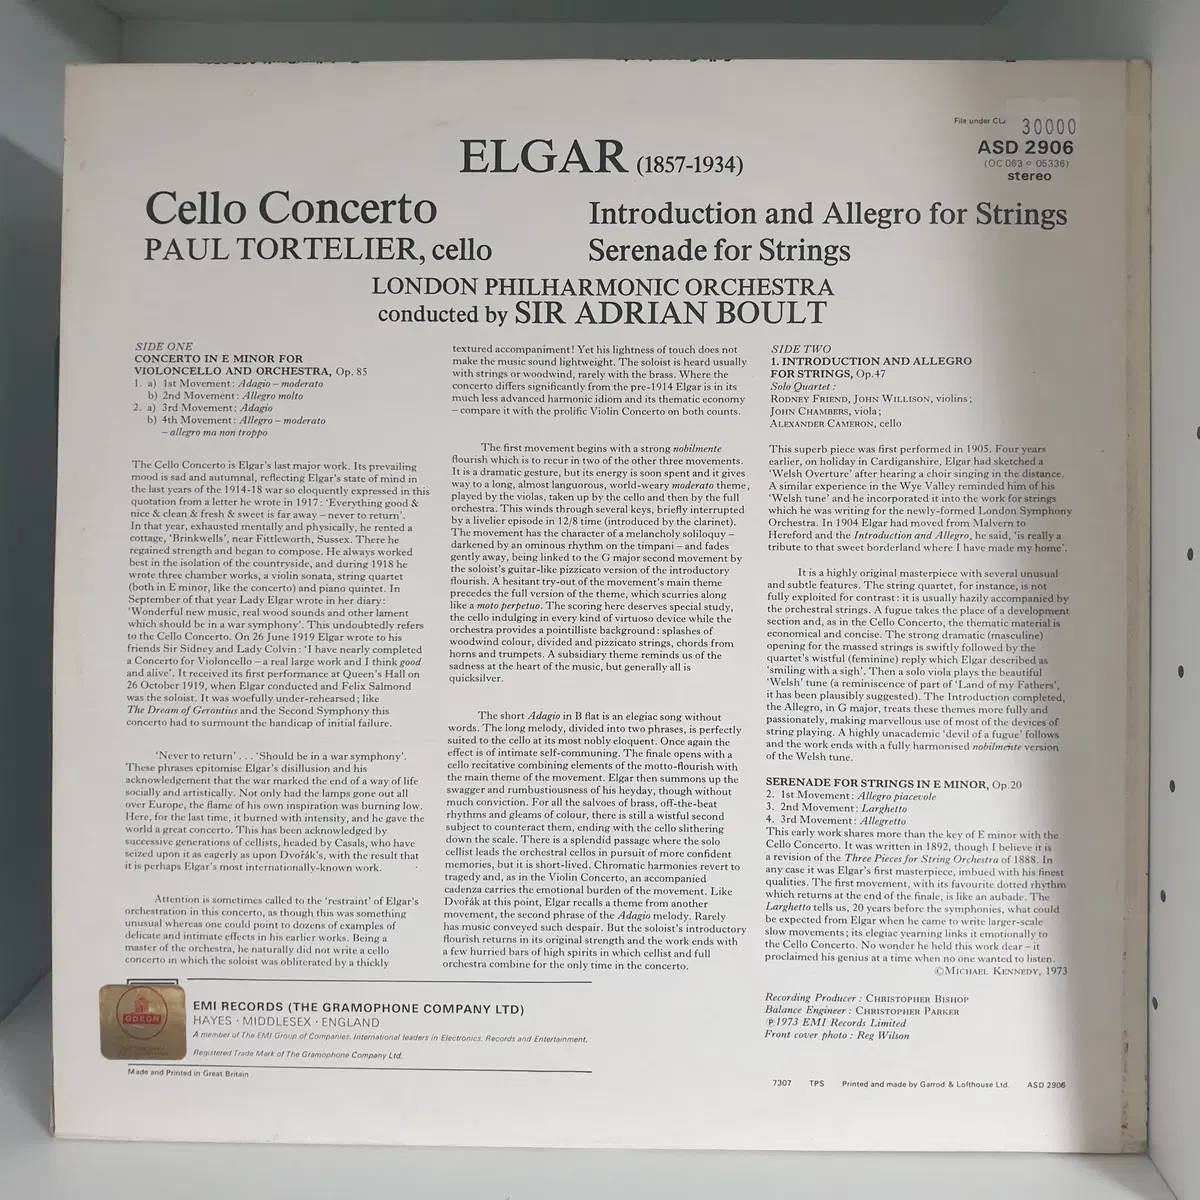 File under
30000
ASD 2906
(OC 063 o 05336)
stereo
ELGAR (1857-1934)
Cello Concerto
PAUL TORTELIER, cello
Introduction and Allegro for Strings
Serenade for Strings
LONDON PHILHARMONIC ORCHESTRA
conducted by SIR ADRIAN BOULT
SIDE ONE
CONCERTO IN E MINOR FOR
VIOLONCELLO AND ORCHESTRA, Op. 85
1. a) 1st Movement: Adagio – moderato
b) 2nd Movement: Allegro molto
2. a) 3rd Movement: Adagio
b) 4th Movement: Allegro – moderato
– allegro ma non troppo
The Cello Concerto is Elgar's last major work. Its prevailing
mood is sad and autumnal, reflecting Elgar's state of mind in
the last years of the 1914-18 war so eloquently expressed in this
quotation from a letter he wrote in 1917: 'Everything good &
nice & clean & fresh & sweet is far away – never to return'.
In that year, exhausted mentally and physically, he rented a
cottage, 'Brinkwells', near Fittleworth, Sussex. There he
regained strength and began to compose. He always worked
best in the isolation of the countryside, and during 1918 he
wrote three chamber works, a violin sonata, string quartet
(both in E minor, like the concerto) and piano quintet. In
September of that year Lady Elgar wrote in her diary:
'Wonderful new music, real wood sounds and other lament
which should be in a war symphony'. This undoubtedly refers
to the Cello Concerto. On 26 June 1919 Elgar wrote to his
friends Sir Sidney and Lady Colvin: 'I have nearly completed
a Concerto for Violoncello – a real large work and I think good
and alive'. It received its first performance at Queen's Hall on
26 October 1919, when Elgar conducted and Felix Salmond
was the soloist. It was woefully under-rehearsed; like
The Dream of Gerontius and the Second Symphony this
concerto had to surmount the handicap of initial failure.
'Never to return' . . . 'Should be in a war symphony'.
These phrases epitomise Elgar's disillusion and his
acknowledgement that the war marked the end of a way of life
socially and artistically. Not only had the lamps gone out all
over Europe, the flame of his own inspiration was burning low.
Here, for the last time, it burned with intensity, and he gave the
world a great concerto. This has been acknowledged by
successive generations of cellists, headed by Casals, who have
seized upon it as eagerly as upon Dvořák's, with the result that
it is perhaps Elgar's most internationally-known work.
Attention is sometimes called to the 'restraint' of Elgar's
orchestration in this concerto, as though this was something
unusual whereas one could point to dozens of examples of
delicate and intimate effects in his earlier works. Being a
master of the orchestra, he naturally did not write a cello
concerto in which the soloist was obliterated by a thickly
textured accompaniment! Yet his lightness of touch does not
make the music sound lightweight. The soloist is heard usually
with strings or woodwind, rarely with the brass. Where the
concerto differs significantly from the pre-1914 Elgar is in its
much less advanced harmonic idiom and its thematic economy
– compare it with the prolific Violin Concerto on both counts.
The first movement begins with a strong nobilmente
flourish which is to recur in two of the other three movements.
It is a dramatic gesture, but its energy is soon spent and it gives
way to a long, almost languorous, world-weary moderato theme,
played by the violas, taken up by the cello and then by the full
orchestra. This winds through several keys, briefly interrupted
by a livelier episode in 12/8 time (introduced by the clarinet).
The movement has the character of a melancholy soliloquy –
darkened by an ominous rhythm on the timpani – and fades
gently away, being linked to the G major second movement by
the soloist's guitar-like pizzicato version of the introductory
flourish. A hesitant try-out of the movement's main theme
precedes the full version of the theme, which scurries along
like a moto perpetuo. The scoring here deserves special study,
the cello indulging in every kind of virtuoso device while the
orchestra provides a pointilliste background: splashes of
woodwind colour, divided and pizzicato strings, chords from
horns and trumpets. A subsidiary theme reminds us of the
sadness at the heart of the music, but generally all is
quicksilver.
The short Adagio in B flat is an elegiac song without
words. The long melody, divided into two phrases, is perfectly
suited to the cello at its most nobly eloquent. Once again the
effect is of intimate self-communing. The finale opens with a
cello recitative combining elements of the motto-flourish with
the main theme of the movement. Elgar then summons up the
swagger and rumbustiousness of his heyday, though without
much conviction. For all the salvoes of brass, off-the-beat
rhythms and gleams of colour, there is still a wistful second
subject to counteract them, ending with the cello slithering
down the scale. There is a splendid passage where the solo
cellist leads the orchestral cellos in pursuit of more confident
memories, but it is short-lived. Chromatic harmonies revert to
tragedy and, as in the Violin Concerto, an accompanied
cadenza carries the emotional burden of the movement. Like
Dvořák at this point, Elgar recalls a theme from another
movement, the second phrase of the Adagio melody. Rarely
has music conveyed such despair. But the soloist's introductory
flourish returns in its original strength and the work ends with
a few hurried bars of high spirits in which cellist and full
orchestra combine for the only time in the concerto.
SIDE TWO
1. INTRODUCTION AND ALLEGRO
FOR STRINGS, Op.47
Solo Quartet:
RODNEY FRIEND, JOHN WILLISON, violins;
JOHN CHAMBERS, viola;
ALEXANDER CAMERON, cello
This superb piece was first performed in 1905. Four years
earlier, on holiday in Cardiganshire, Elgar had sketched a
'Welsh Overture' after hearing a choir singing in the distance.
A similar experience in the Wye Valley reminded him of his
'Welsh tune' and he incorporated it into the work for strings
which he was writing for the newly-formed London Symphony
Orchestra. In 1904 Elgar had moved from Malvern to
Hereford and the Introduction and Allegro, he said, 'is really a
tribute to that sweet borderland where I have made my home'.
It is a highly original masterpiece with several unusual
and subtle features. The string quartet, for instance, is not
fully exploited for contrast: it is usually hazily accompanied by
the orchestral strings. A fugue takes the place of a development
section and, as in the Cello Concerto, the thematic material is
economical and concise. The strong dramatic (masculine)
opening for the massed strings is swiftly followed by the
quartet's wistful (feminine) reply which Elgar described as
'smiling with a sigh'. Then a solo viola plays the beautiful
'Welsh' tune (a reminiscence of part of 'Land of my Fathers',
it has been plausibly suggested). The Introduction completed,
the Allegro, in G major, treats these themes more fully and
passionately, making marvellous use of most of the devices of
string playing. A highly unacademic 'devil of a fugue' follows
and the work ends with a fully harmonised nobilmente version
of the Welsh tune.
SERENADE FOR STRINGS IN E MINOR, Op.20
2. 1st Movement: Allegro piacevole
3. 2nd Movement: Larghetto
4. 3rd Movement: Allegretto
This early work shares more than the key of E minor with the
Cello Concerto. It was written in 1892, though I believe it is
a revision of the Three Pieces for String Orchestra of 1888. In
any case it was Elgar's first masterpiece, imbued with his finest
qualities. The first movement, with its favourite dotted rhythm
which returns at the end of the finale, is like an aubade. The
Larghetto tells us, 20 years before the symphonies, what could
be expected from Elgar when he came to write larger-scale
slow movements; its elegiac yearning links it emotionally to
the Cello Concerto. No wonder he held this work dear – it
proclaimed his genius at a time when no one wanted to listen.
©MICHAEL KENNEDY, 1973
Recording Producer: CHRISTOPHER BISHOP
Balance Engineer: CHRISTOPHER PARKER
℗1973 EMI Records Limited
Front cover photo: Reg Wilson
ODEON
EMI RECORDS (THE GRAMOPHONE COMPANY LTD)
HAYES · MIDDLESEX · ENGLAND
A member of The EMI Group of Companies. International leaders in Electronics, Records and Entertainment.
Registered Trade Mark of The Gramophone Company Ltd.
Made and Printed in Great Britain
7307 TPS Printed and made by Garrod & Lofthouse Ltd. ASD 2906